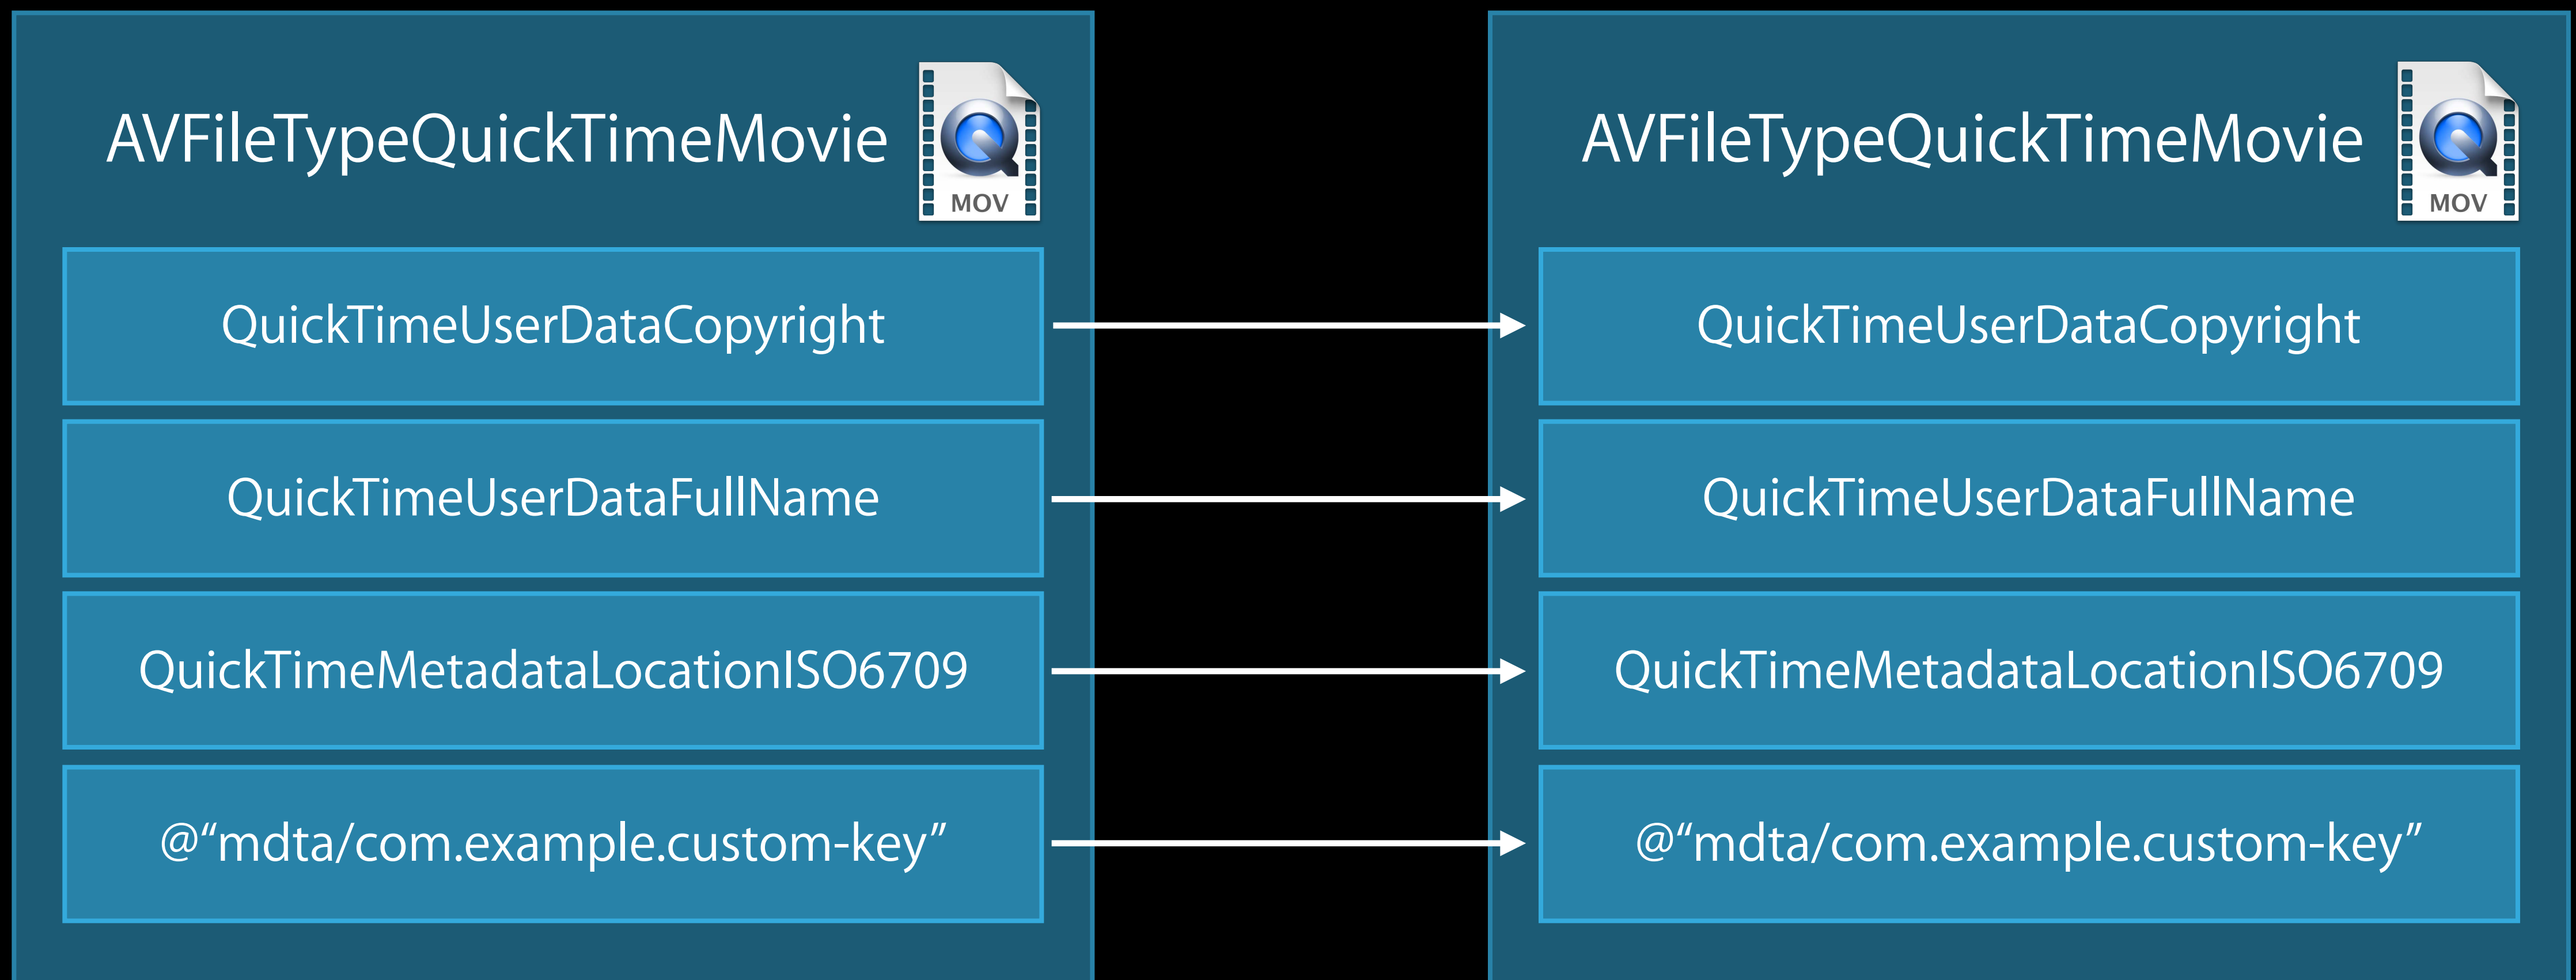 AVFileTypeQuickTimeMovie
MOV
QuickTimeUserDataCopyright
QuickTimeUserDataFullName
QuickTimeMetadataLocationISO6709
@“mdta/com.example.custom-key”
AVFileTypeQuickTimeMovie
MOV
QuickTimeUserDataCopyright
QuickTimeUserDataFullName
QuickTimeMetadataLocationISO6709
@“mdta/com.example.custom-key”